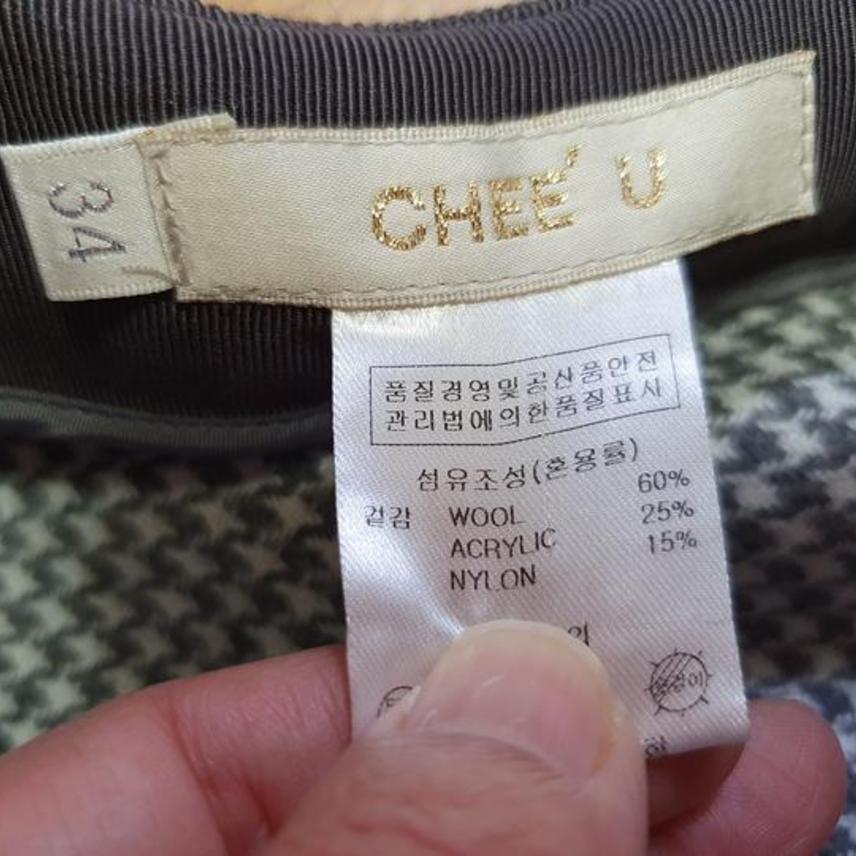 34
CHEE' U
품질경영및공산품안전
관리법에의한품질표시
섬유조성(혼용률)
겉감 WOOL 60%
ACRYLIC 25%
NYLON 15%
의